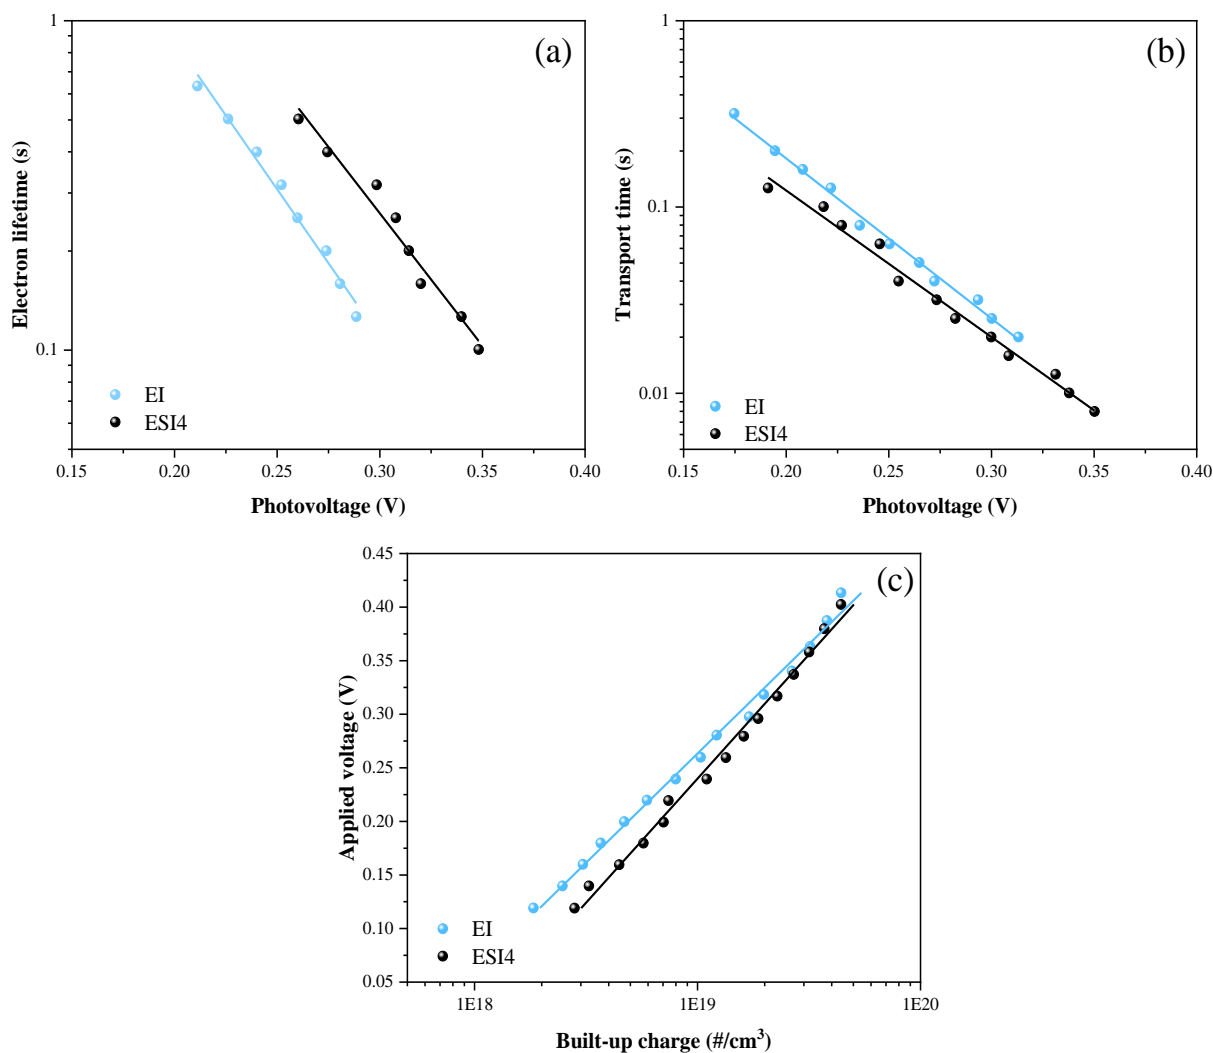 (a)
Electron lifetime (s)
1
0.1
EI
ESI4
0.15 0.20 0.25 0.30 0.35 0.40
Photovoltage (V)
(b)
Transport time (s)
1
0.1
0.01
EI
ESI4
0.15 0.20 0.25 0.30 0.35 0.40
Photovoltage (V)
(c)
Applied voltage (V)
0.45
0.40
0.35
0.30
0.25
0.20
0.15
0.10
0.05
EI
ESI4
1E18 1E19 1E20
Built-up charge (#/cm³)